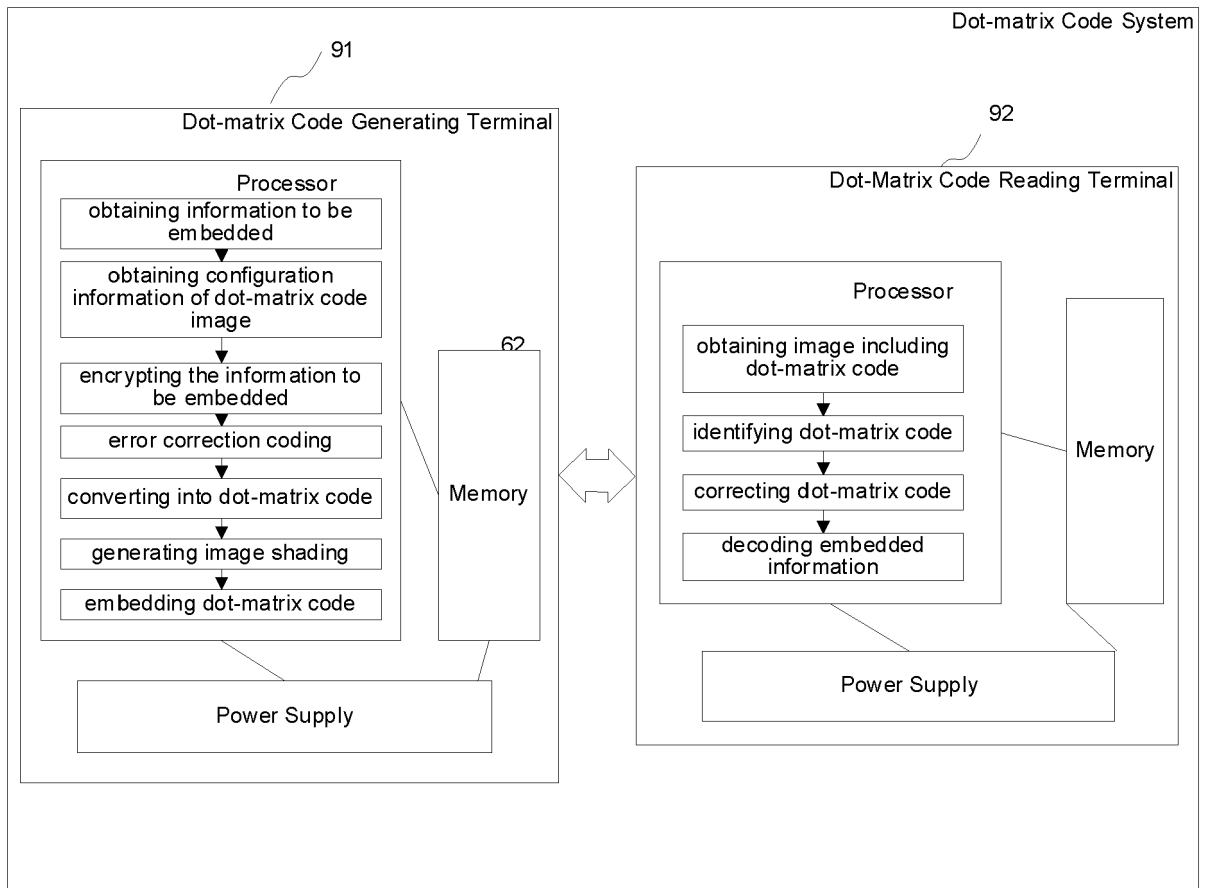 Dot-matrix Code System
91
Dot-matrix Code Generating Terminal
Processor
obtaining information to be
embedded
obtaining configuration
information of dot-matrix code
image
encrypting the information to
be embedded
error correction coding
converting into dot-matrix code
generating image shading
embedding dot-matrix code
62
Memory
Power Supply
92
Dot-Matrix Code Reading Terminal
Processor
obtaining image including
dot-matrix code
identifying dot-matrix code
correcting dot-matrix code
decoding embedded
information
Memory
Power Supply